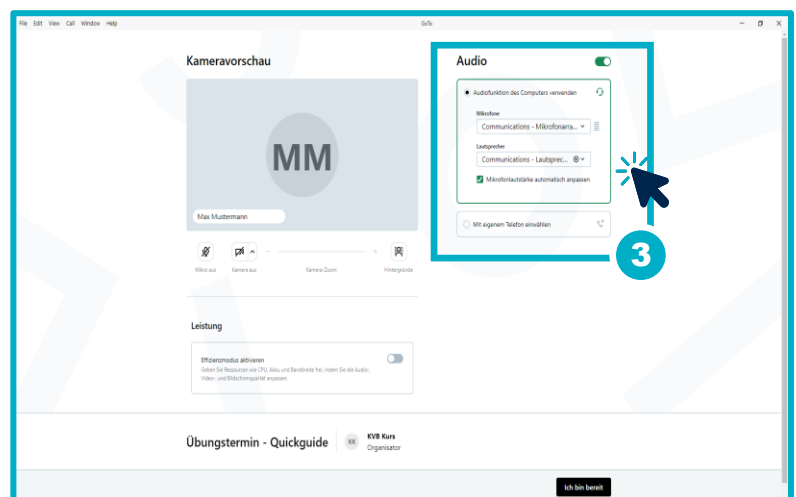 File Edit View Call Window Help
GoTo
Kameravorschau
MM
Max Mustermann
Mikro aus
Kamera aus
Kamera-Zoom
Hintergründe
Leistung
Effizienzmodus aktivieren
Geben Sie Ressourcen wie CPU, Akku und Bandbreite frei, indem Sie die Audio-,
Video-, und Bildschirmqualität anpassen.
Audio
Audiofunktion des Computers verwenden
Mikrofone
Communications - Mikrofonarra...
Lautsprecher
Communications - Lautsprec...
Mikrofonlautstärke automatisch anpassen
Mit eigenem Telefon einwählen
3
Übungstermin - Quickguide
KK
KVB Kurs
Organisator
Ich bin bereit